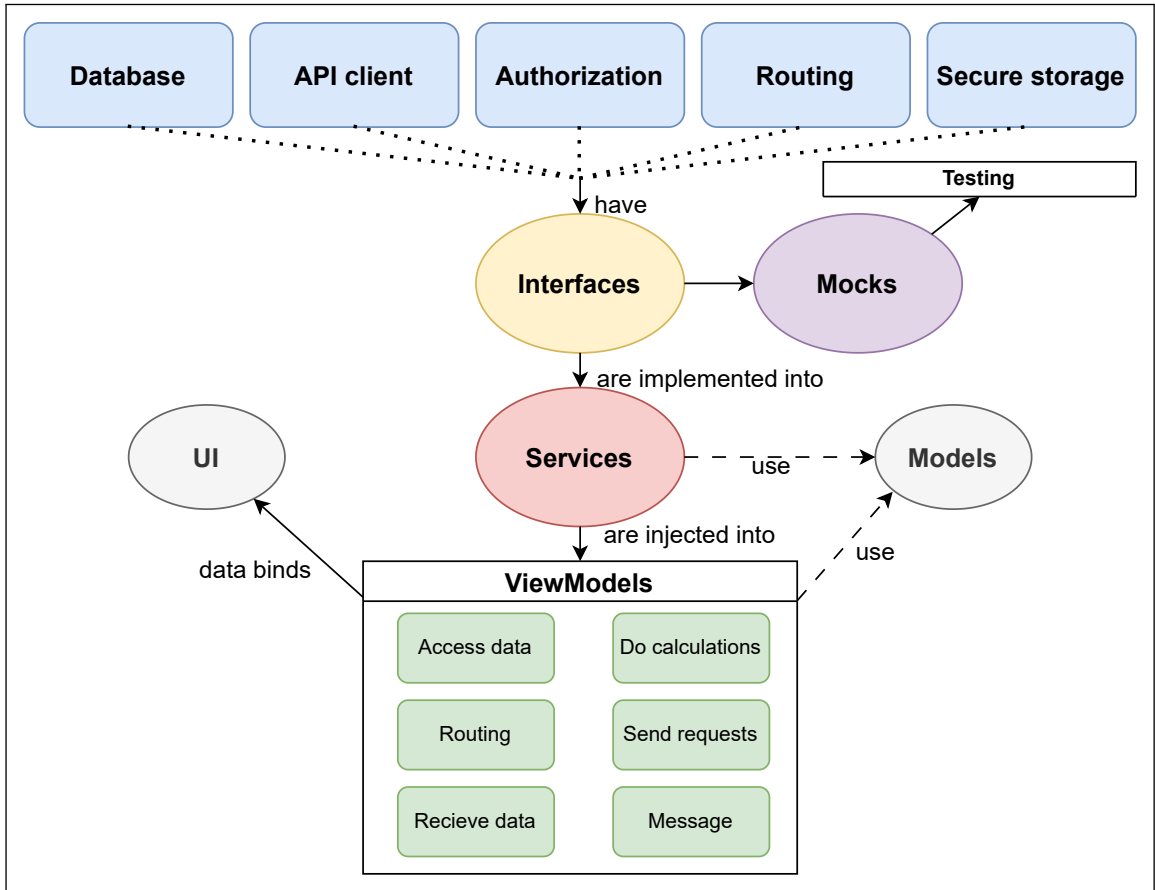 Database
API client
Authorization
Routing
Secure storage
Testing
have
Interfaces
Mocks
are implemented into
UI
Services
use
Models
are injected into
data binds
use
ViewModels
Access data
Do calculations
Routing
Send requests
Recieve data
Message